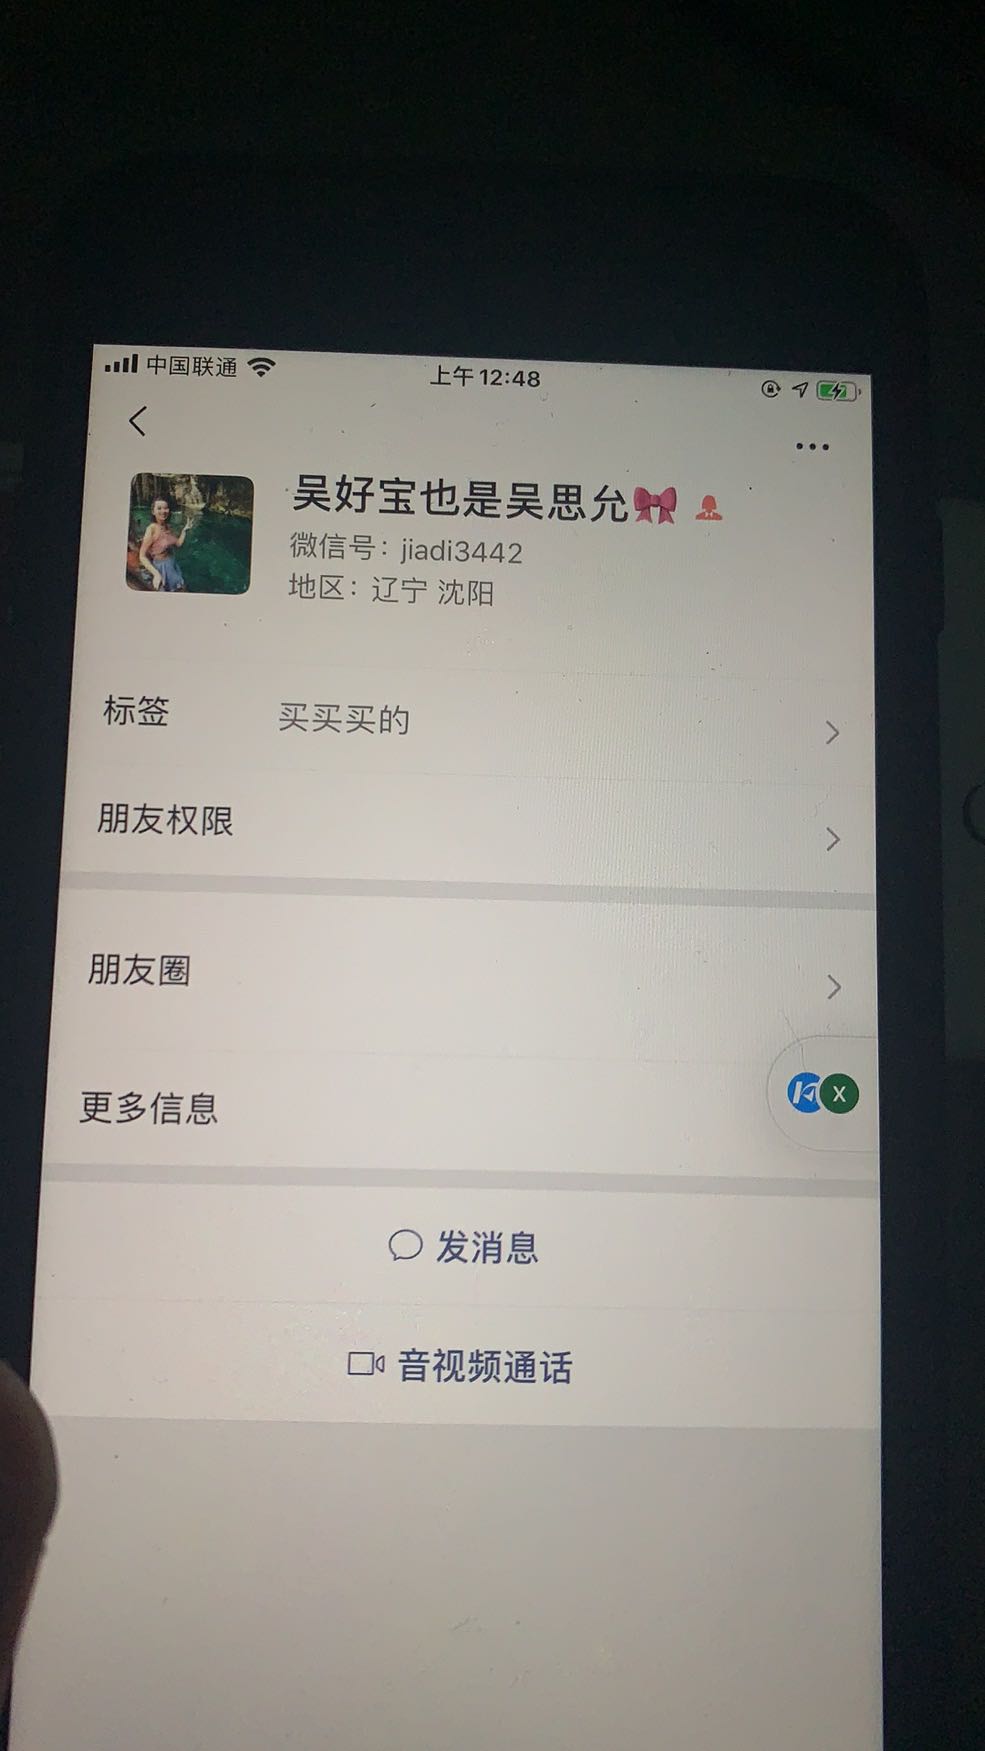 中国联通
上午12:48
吴好宝也是吴思允🎀
微信号：jiadi3442
地区：辽宁 沈阳
标签 买买买的
朋友权限
朋友圈
更多信息
X
发消息
音视频通话